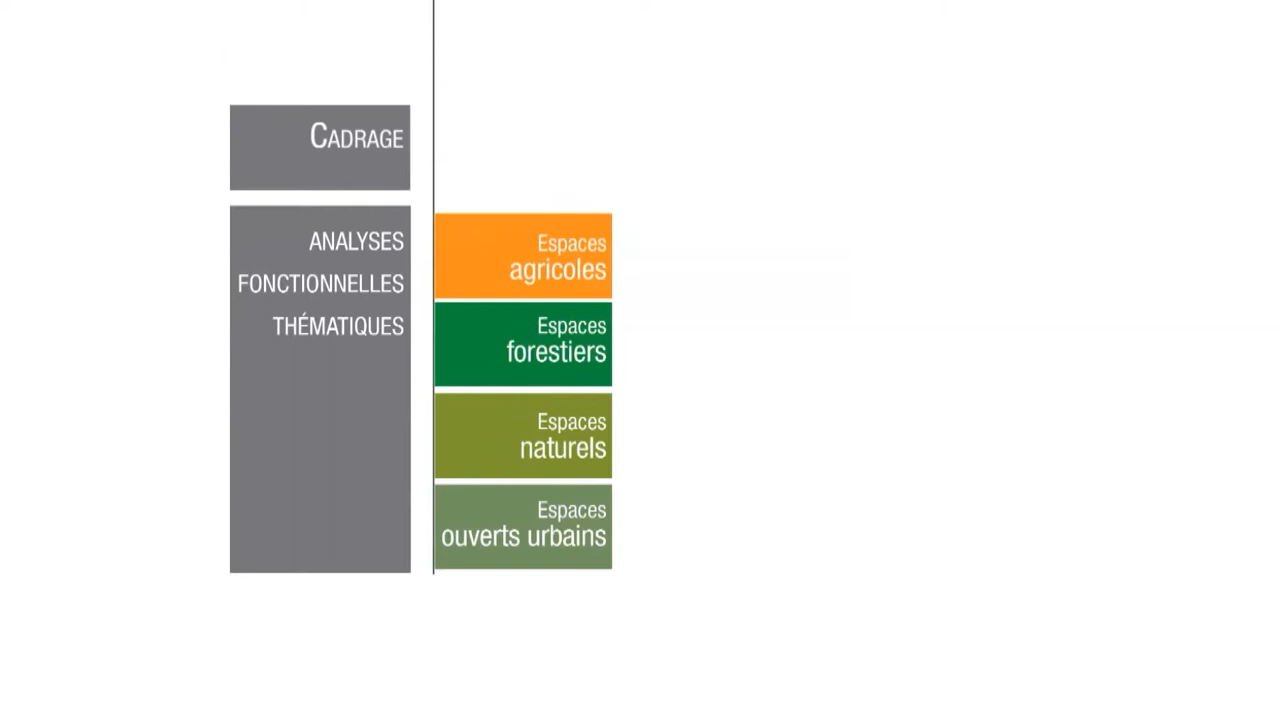 CADRAGE
ANALYSES
FONCTIONNELLES
THÉMATIQUES
Espaces
agricoles
Espaces
forestiers
Espaces
naturels
Espaces
ouverts urbains